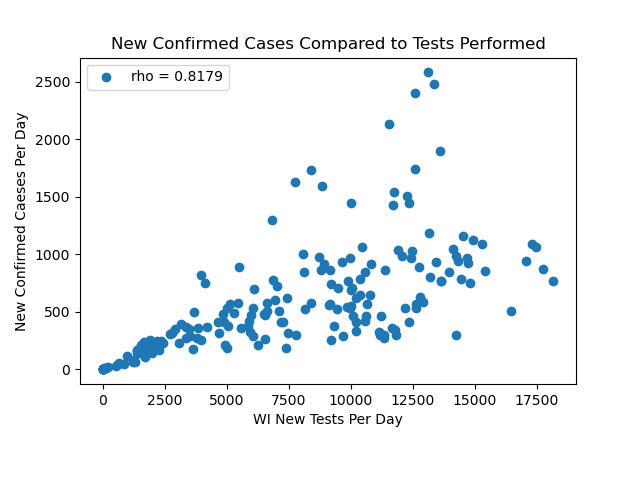 New Confirmed Cases Compared to Tests Performed
rho = 0.8179
New Confirmed Caeses Per Day
2500
2000
1500
1000
500
0
0 2500 5000 7500 10000 12500 15000 17500
WI New Tests Per Day